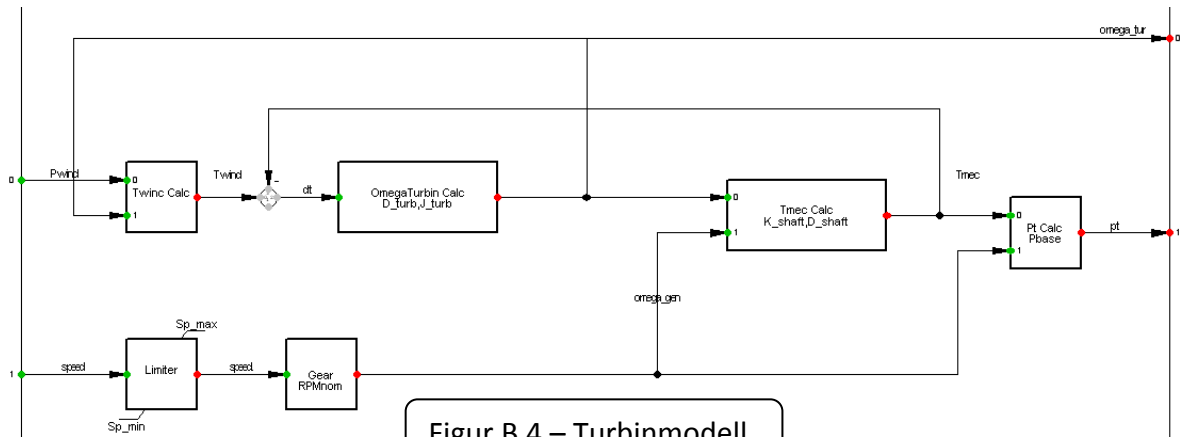 omega_tur
0
0
Pwind
0
1
Twinc Calc
Twind
-
dt
OmegaTurbin Calc
D_turb,J_turb
0
1
Tmec Calc
K_shaft,D_shaft
Tmec
0
1
Pt Calc
Pbase
pt
1
omega_gen
1
speed
Sp_max
Limiter
Sp_min
speed.
Gear
RPMnom
Figur B.4 – Turbinmodell